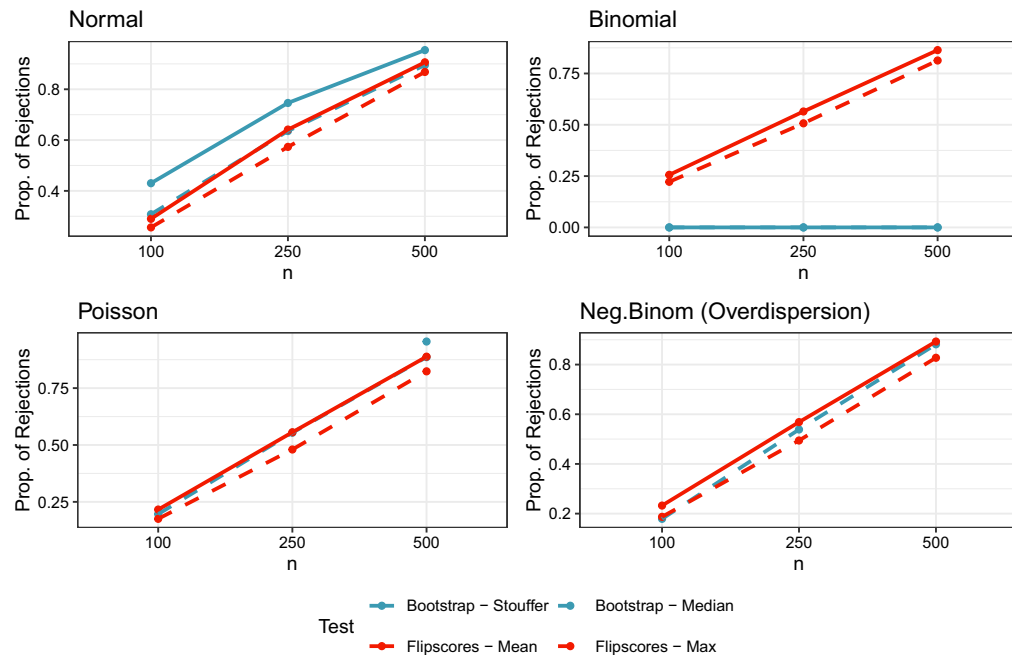 Normal
Prop. of Rejections
0.8
0.6
0.4
100 250 500
n
Binomial
Prop. of Rejections
0.75
0.50
0.25
0.00
100 250 500
n
Poisson
Prop. of Rejections
0.75
0.50
0.25
100 250 500
n
Neg.Binom (Overdispersion)
Prop. of Rejections
0.8
0.6
0.4
0.2
100 250 500
n
Test
Bootstrap − Stouffer
Bootstrap − Median
Flipscores − Mean
Flipscores − Max